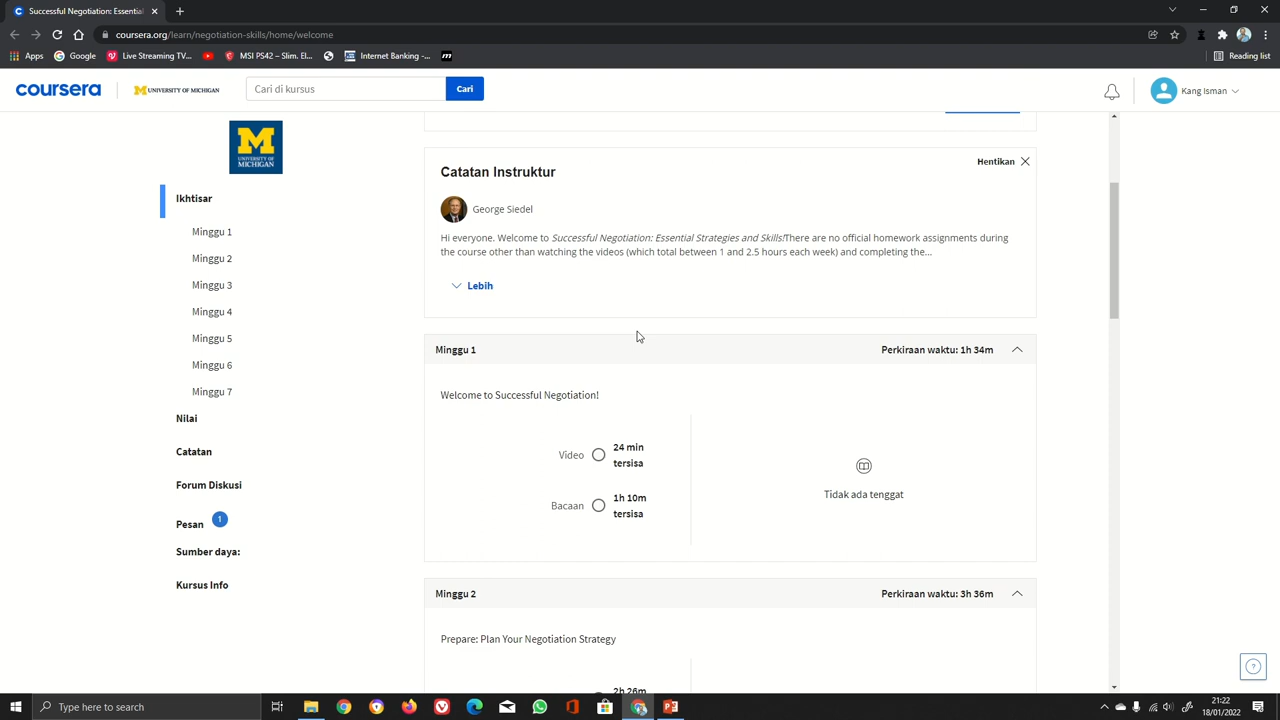 Successful Negotiation: Essential
coursera.org/learn/negotiation-skills/home/welcome
Apps
Google
Live Streaming TV...
MSI PS42 – Slim. El...
Internet Banking -...
m
Reading list
coursera
M UNIVERSITY OF MICHIGAN
Cari di kursus
Cari
Kang Isman
M
UNIVERSITY OF
MICHIGAN
Ikhtisar
Minggu 1
Minggu 2
Minggu 3
Minggu 4
Minggu 5
Minggu 6
Minggu 7
Nilai
Catatan
Forum Diskusi
Pesan 1
Sumber daya:
Kursus Info
Catatan Instruktur
Hentikan
George Siedel
Hi everyone. Welcome to Successful Negotiation: Essential Strategies and Skills!There are no official homework assignments during
the course other than watching the videos (which total between 1 and 2.5 hours each week) and completing the...
Lebih
Minggu 1 Perkiraan waktu: 1h 34m
Welcome to Successful Negotiation!
Video 24 min
tersisa
Bacaan 1h 10m
tersisa
Tidak ada tenggat
Minggu 2 Perkiraan waktu: 3h 36m
Prepare: Plan Your Negotiation Strategy
2h 26m
Type here to search
21:22
18/01/2022